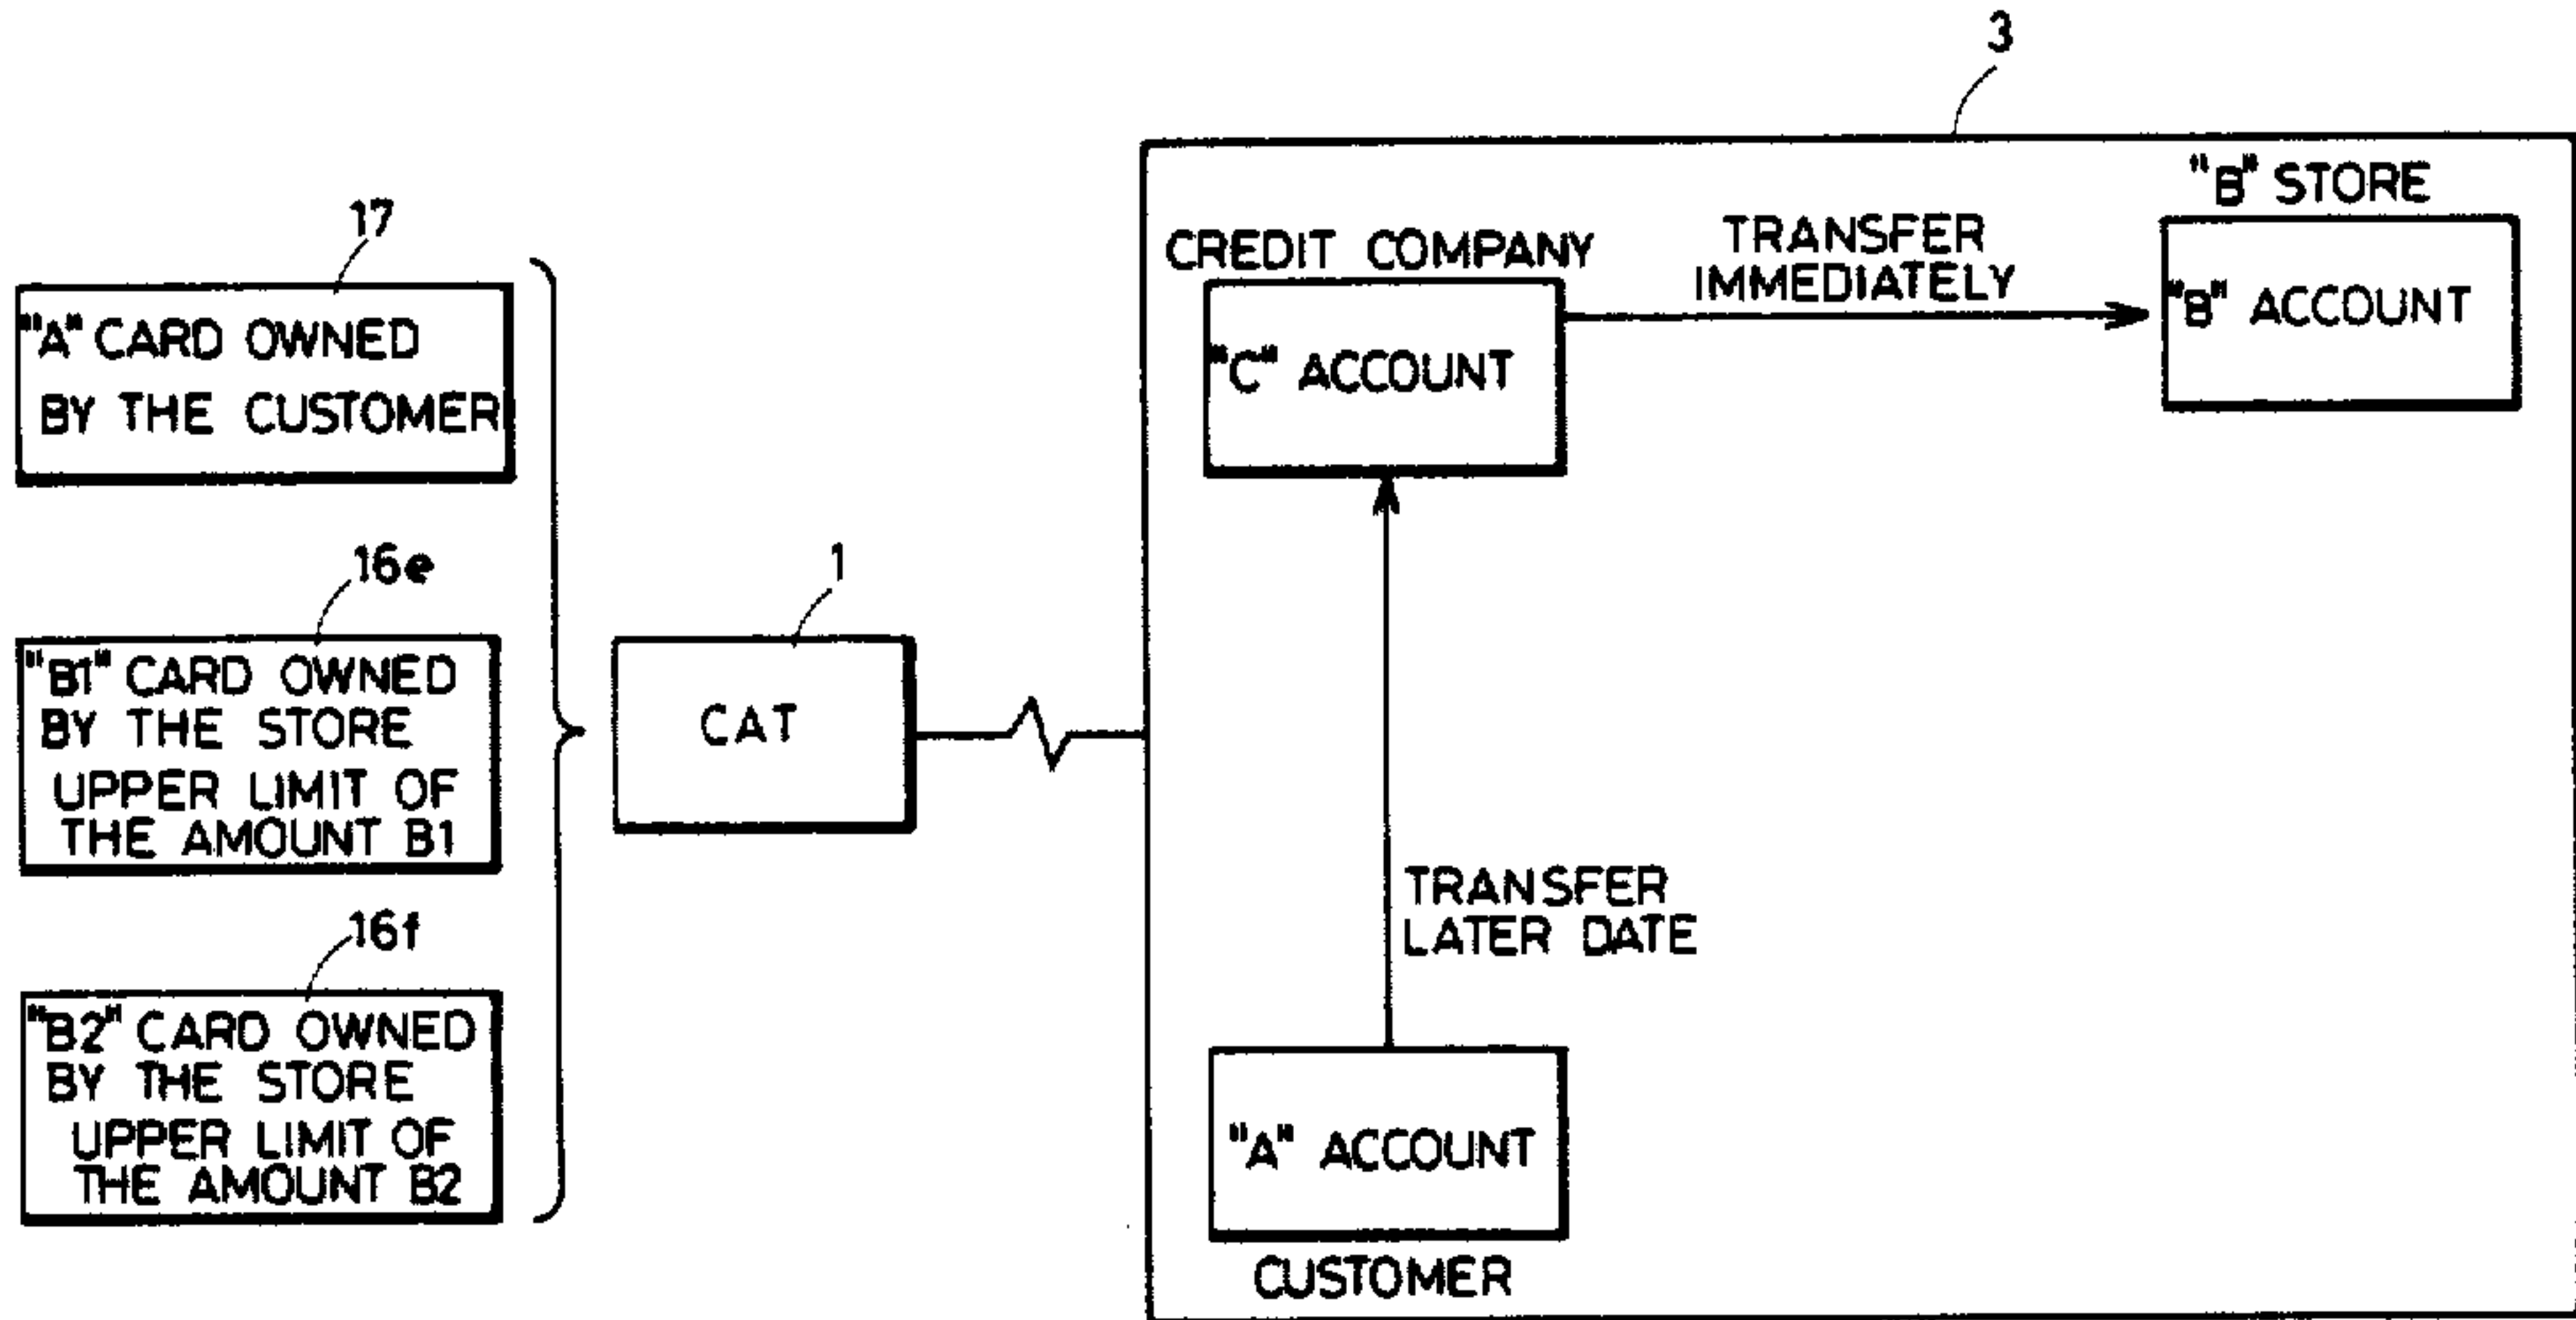 3
"B" STORE
17
CREDIT COMPANY
TRANSFER
IMMEDIATELY
"A" CARD OWNED
BY THE CUSTOMER
"C" ACCOUNT
"B" ACCOUNT
16e
1
"B1" CARD OWNED
BY THE STORE
UPPER LIMIT OF
THE AMOUNT B1
CAT
16f
TRANSFER
LATER DATE
"B2" CARD OWNED
BY THE STORE
UPPER LIMIT OF
THE AMOUNT B2
"A" ACCOUNT
CUSTOMER